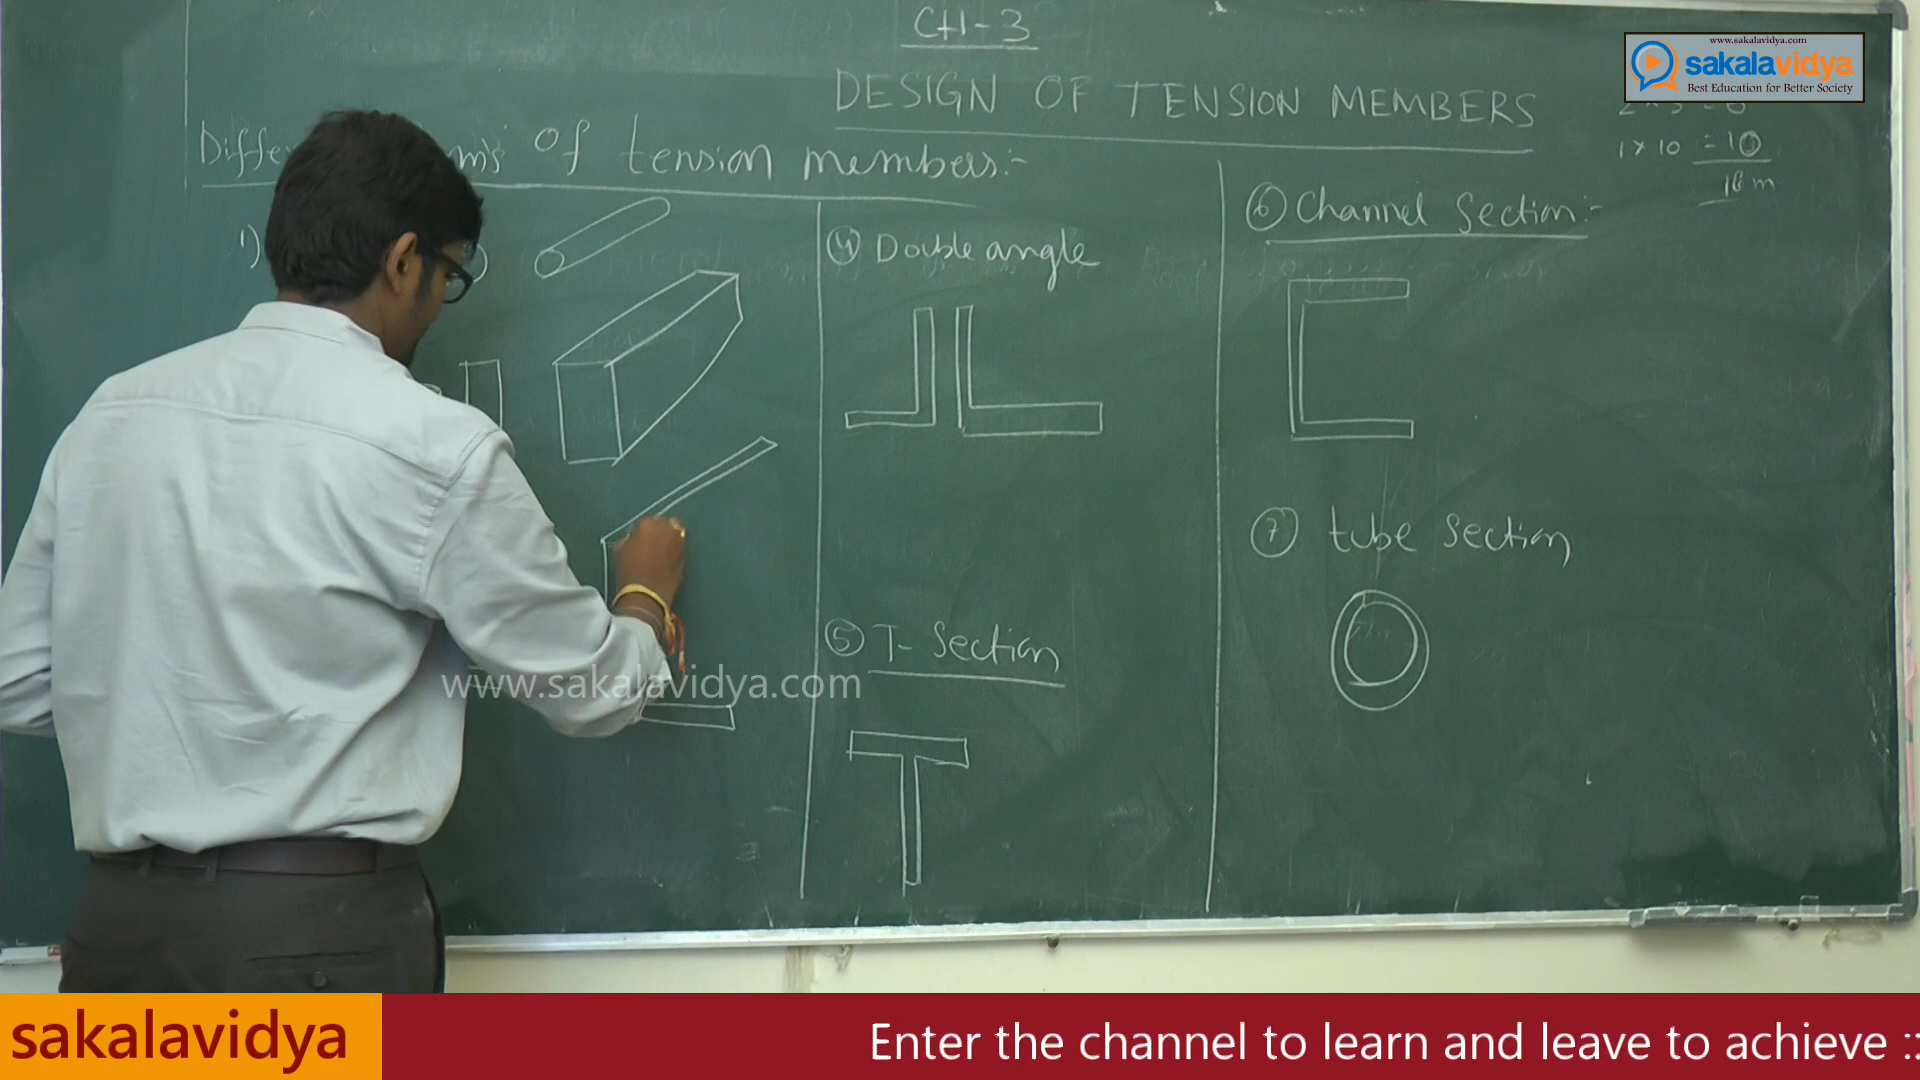 CH-3
DESIGN OF TENSION MEMBERS
of tension members:-
1)
④ Double angle
⑤ T- Section
⑥ Channel Section:-
⑦ tube section
1 × 10 = 10
16 m
www.sakalavidya.com
sakalavidya
Best Education for Better Society
www.sakalavidya.com
sakalavidya
Enter the channel to learn and leave to achieve ::